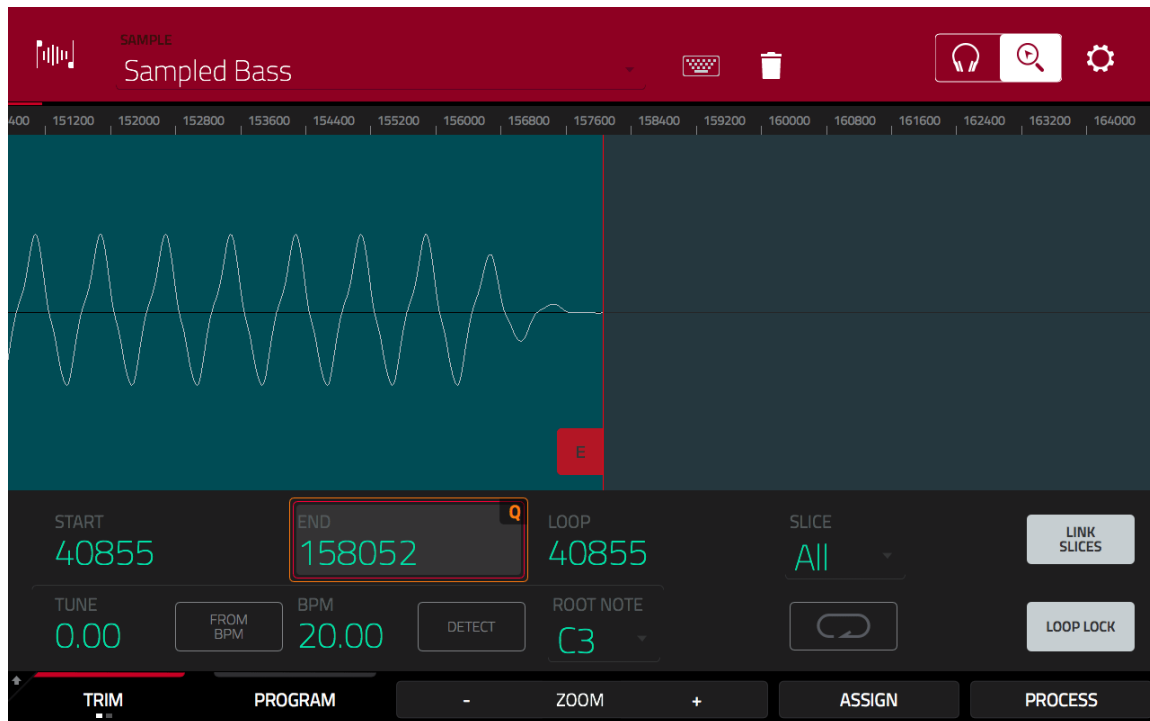 SAMPLE
Sampled Bass
400 151200 152000 152800 153600 154400 155200 156000 156800 157600 158400 159200 160000 160800 161600 162400 163200 164000
E
START END Q LOOP SLICE LINK SLICES
40855 158052 40855 All
TUNE FROM BPM BPM DETECT ROOT NOTE LOOP LOCK
0.00 20.00 C3
TRIM PROGRAM - ZOOM + ASSIGN PROCESS